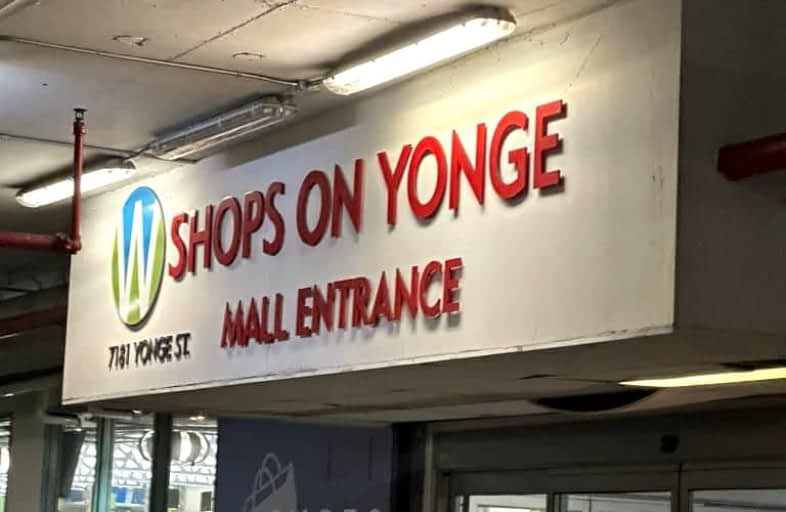 SHOPS ON YONGE
MALL ENTRANCE
7181 YONGE ST.